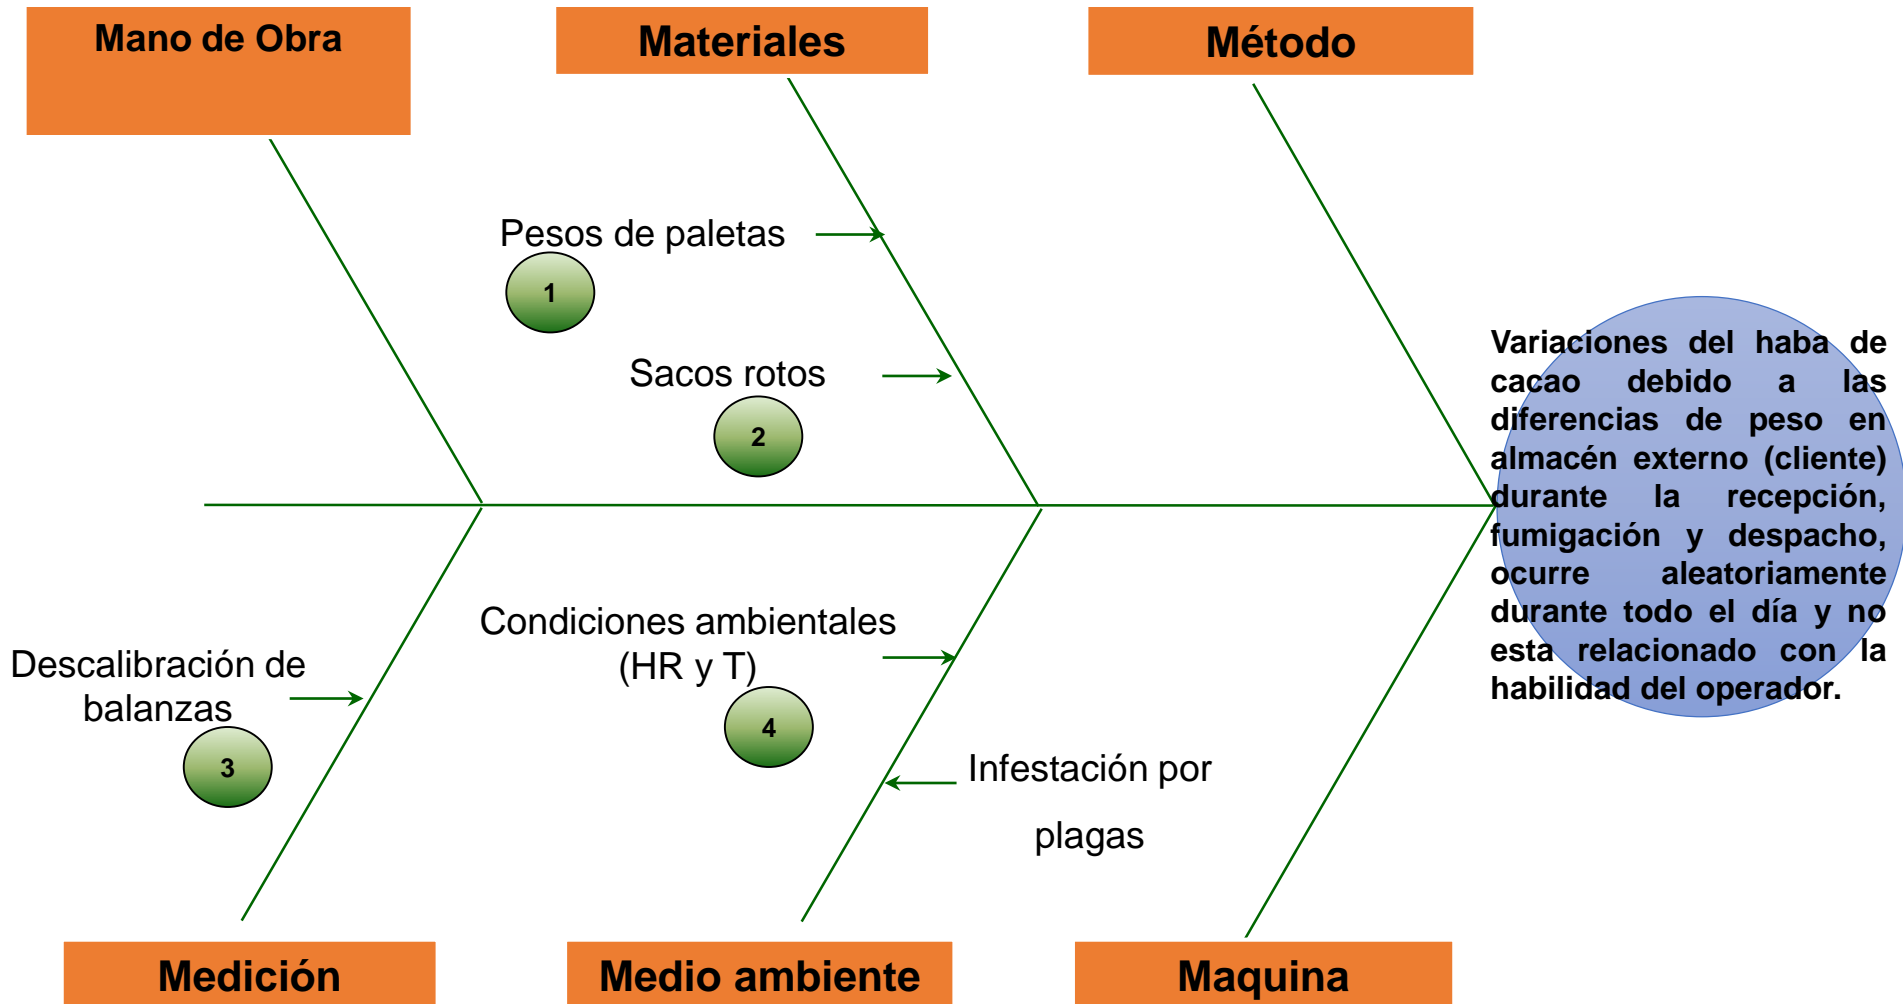 Mano de Obra
Materiales
Método
Pesos de paletas
1
Sacos rotos
2
Variaciones del haba de
cacao debido a las
diferencias de peso en
almacén externo (cliente)
durante la recepción,
fumigación y despacho,
ocurre aleatoriamente
durante todo el día y no
esta relacionado con la
habilidad del operador.
Descalibración de
balanzas
3
Condiciones ambientales
(HR y T)
4
Infestación por
plagas
Medición
Medio ambiente
Maquina